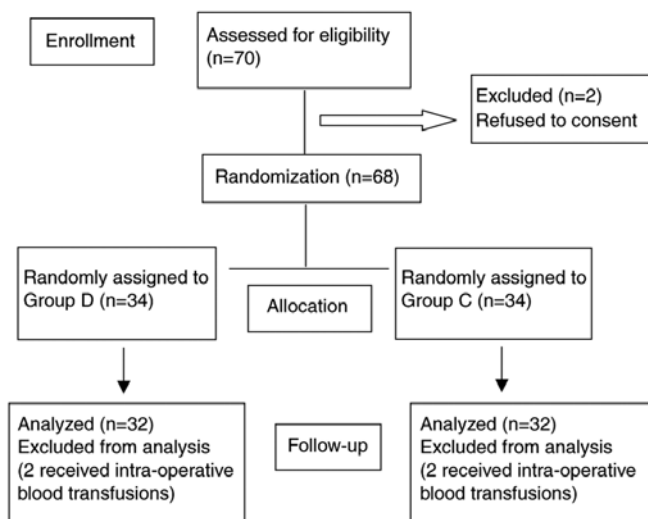 Enrollment
Assessed for eligibility
(n=70)
Excluded (n=2)
Refused to consent
Randomization (n=68)
Randomly assigned to
Group D (n=34)
Allocation
Randomly assigned to
Group C (n=34)
Analyzed (n=32)
Excluded from analysis
(2 received intra-operative
blood transfusions)
Follow-up
Analyzed (n=32)
Excluded from analysis
(2 received intra-operative
blood transfusions)